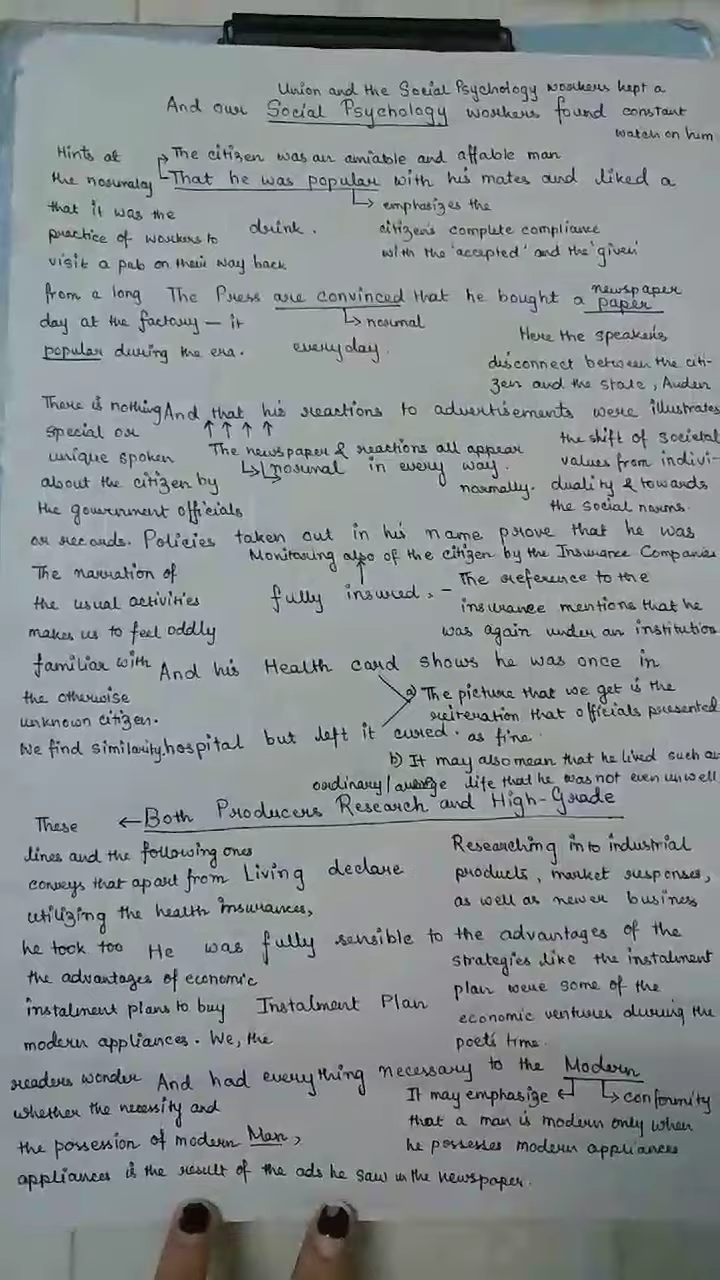 Union and the Social Psychology workers kept a
And our Social Psychology workers found constant
watch on him
Hints at The citizen was an amiable and affable man
the normalcy That he was popular with his mates and liked a
that it was the drink. emphasizes the
practice of workers to citizen's complete compliance
visit a pub on their way back with the 'accepted' and the 'given'
from a long The Press are convinced that he bought a newspaper paper
day at the factory — it normal
popular during the era. everyday. Here the speaker's
disconnect between the citi-
zen and the state, Auden
There is nothing And that his reactions to advertisements were illustrates
special or the shift of societal
unique spoken The newspaper & reactions all appear values from indivi-
about the citizen by normal in every way. duality & towards
the government officials normally. the social norms.
or records. Policies taken out in his name prove that he was
Monitoring also of the citizen by the Insurance Companies
The narration of fully insured, – The reference to the
the usual activities insurance mentions that he
makes us to feel oddly was again under an institution
familiar with And his Health card shows he was once in
the otherwise a) The picture that we get is the
unknown citizen. reiteration that officials presented
We find similarity. hospital but left it cured. as fine.
b) It may also mean that he lived such an
ordinary/average life that he was not even unwell
These ←Both Producers Research and High-Grade
lines and the following ones Researching into industrial
conveys that apart from Living declare products, market responses,
utilizing the health insurances, as well as newer business
he took too He was fully sensible to the advantages of the
the advantages of economic strategies like the instalment
instalment plans to buy Instalment Plan plan were some of the
modern appliances. We, the economic ventures during the
poet's time.
readers wonder And had everything necessary to the Modern
whether the necessity and It may emphasize conformity
the possession of modern Man, that a man is modern only when
he possesses modern appliances
appliances is the result of the ads he saw in the newspaper.